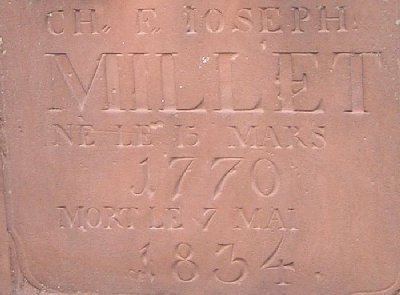 CH. F. IOSEPH
MILLET
NÉ LE 15 MARS
1770
MORT LE 7 MAI
1834.